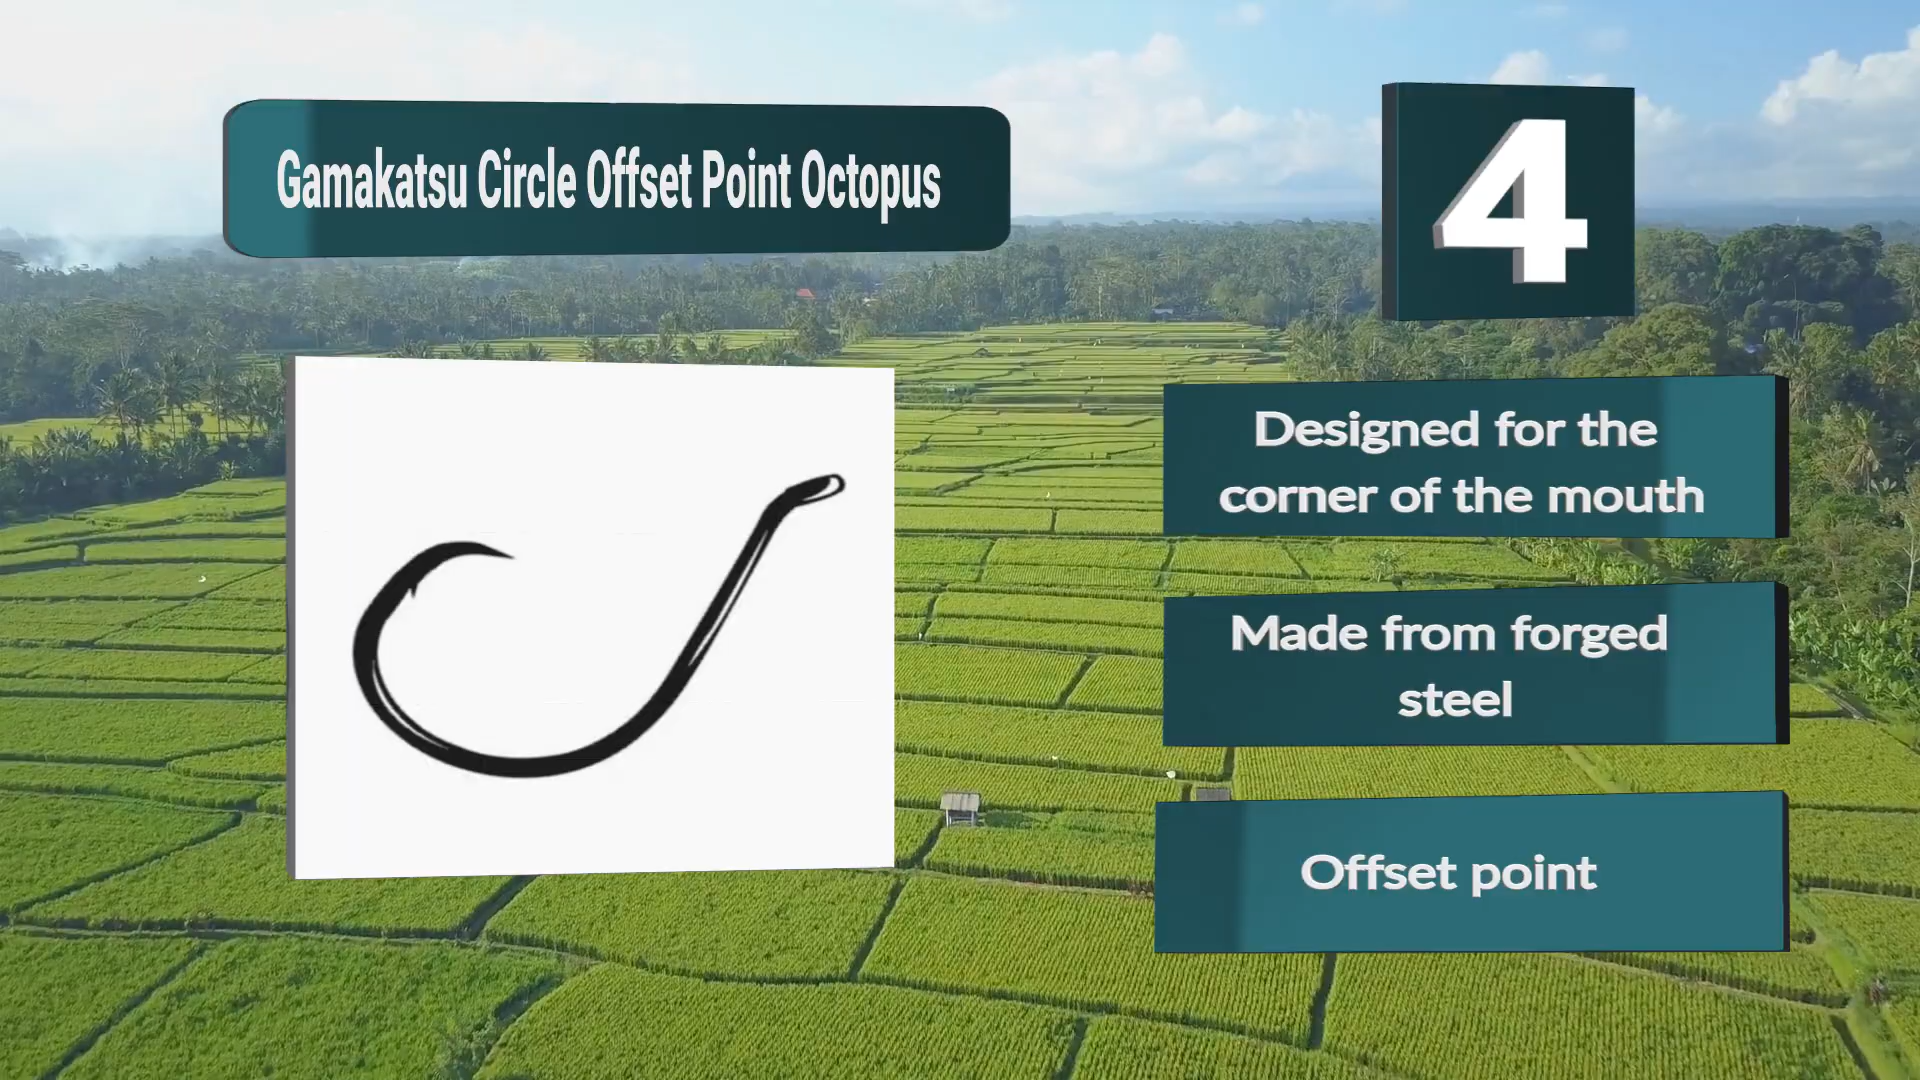 Gamakatsu Circle Offset Point Octopus
4
Designed for the
corner of the mouth
Made from forged
steel
Offset point